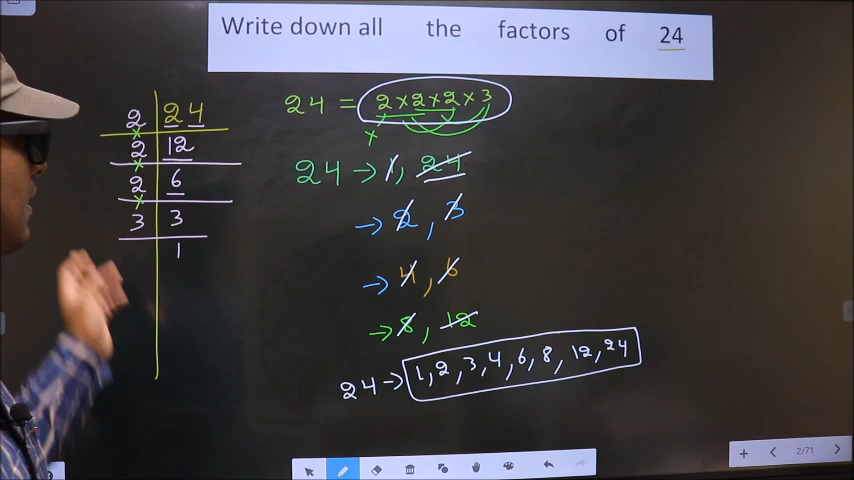 Write down all the factors of 24
2 24
2 12
2 6
3 3
1
24 = 2×2×2×3
24 → 1, 24
→ 2, 3
→ 4, 6
→ 8, 12
24 → 1, 2, 3, 4, 6, 8, 12, 24
2/71